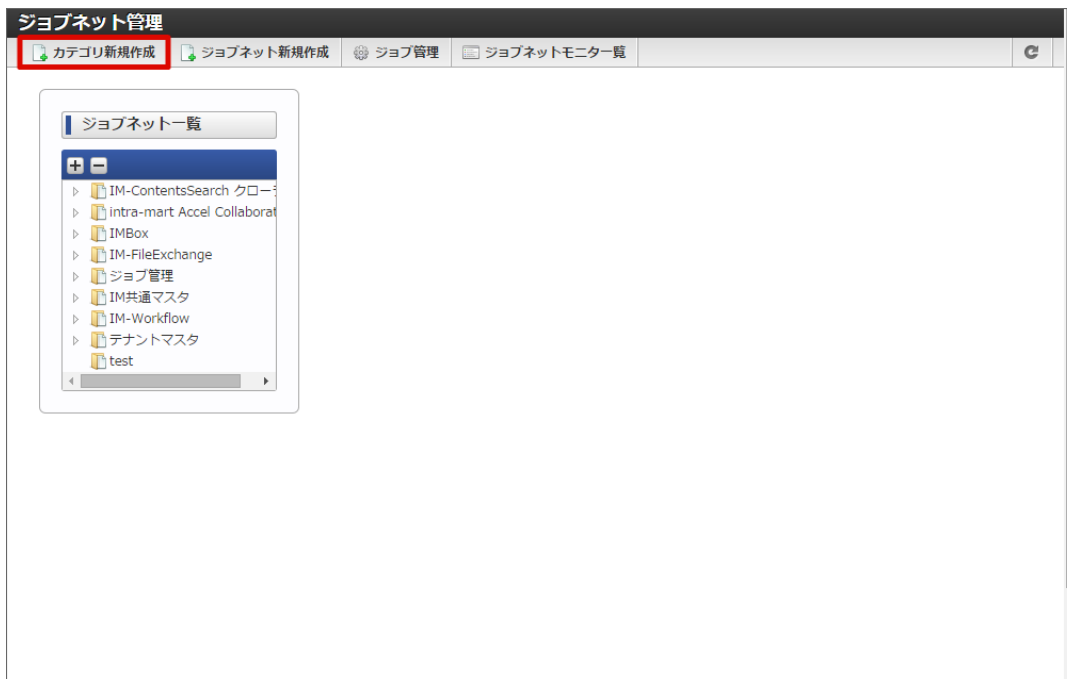 ジョブネット管理
カテゴリ新規作成 ジョブネット新規作成 ジョブ管理 ジョブネットモニター覧
ジョブネット一覧
IM-ContentsSearch クロー
intra-mart Accel Collaborat
IMBox
IM-FileExchange
ジョブ管理
IM共通マスタ
IM-Workflow
テナントマスタ
test